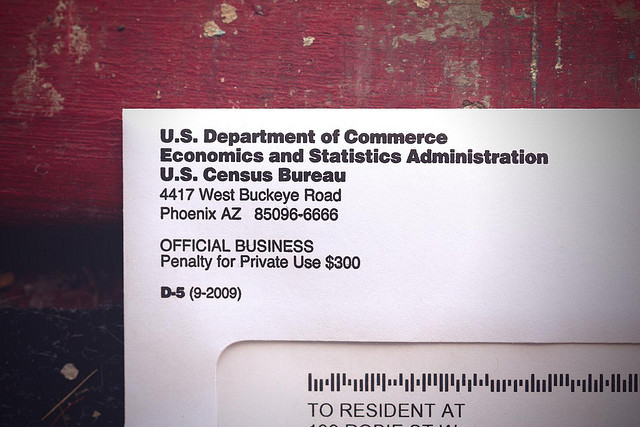 U.S. Department of Commerce
Economics and Statistics Administration
U.S. Census Bureau
4417 West Buckeye Road
Phoenix AZ 85096-6666
OFFICIAL BUSINESS
Penalty for Private Use $300
D-5 (9-2009)
TO RESIDENT AT